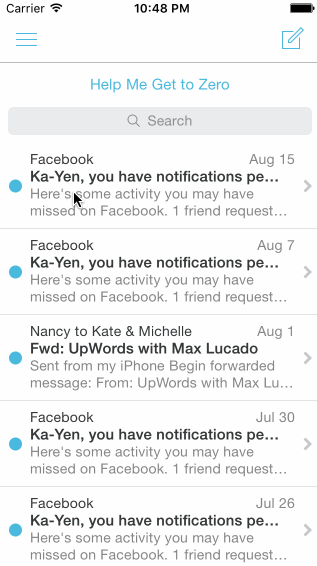 Carrier 10:48 PM
Help Me Get to Zero
Search
Facebook Aug 15
Ka-Yen, you have notifications pe...
Here's some activity you may have
missed on Facebook. 1 friend request...
Facebook Aug 7
Ka-Yen, you have notifications pe...
Here's some activity you may have
missed on Facebook. 1 friend request...
Nancy to Kate & Michelle Aug 1
Fwd: UpWords with Max Lucado
Sent from my iPhone Begin forwarded
message: From: UpWords with Max Lu...
Facebook Jul 30
Ka-Yen, you have notifications pe...
Here's some activity you may have
missed on Facebook. 1 friend request...
Facebook Jul 26
Ka-Yen, you have notifications pe...
Here's some activity you may have
missed on Facebook. 1 friend request...